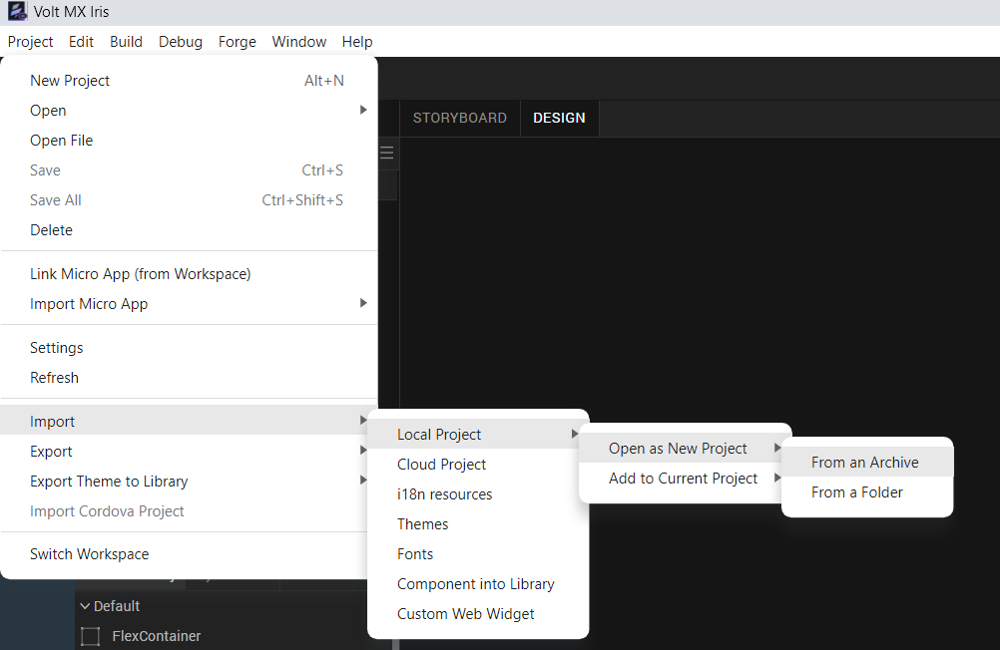 Volt MX Iris
Project Edit Build Debug Forge Window Help
New Project Alt+N
Open
Open File
Save Ctrl+S
Save All Ctrl+Shift+S
Delete
Link Micro App (from Workspace)
Import Micro App
Settings
Refresh
Import
Export
Export Theme to Library
Import Cordova Project
Switch Workspace
STORYBOARD DESIGN
Local Project
Cloud Project
i18n resources
Themes
Fonts
Component into Library
Custom Web Widget
Open as New Project
Add to Current Project
From an Archive
From a Folder
Default
FlexContainer